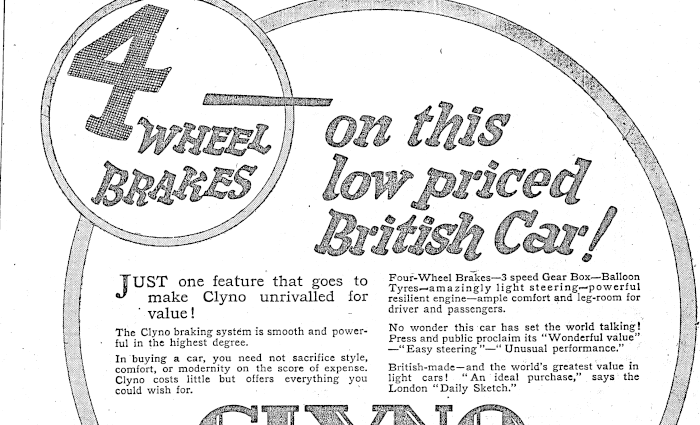 4
WHEEL
BRAKES
on this
low priced
British Car!
JUST one feature that goes to
make Clyno unrivalled for
value!
The Clyno braking system is smooth and power-
ful in the highest degree.
In buying a car, you need not sacrifice style,
comfort, or modernity on the score of expense.
Clyno costs little but offers everything you
could wish for.
Four-Wheel Brakes—3 speed Gear Box—Balloon
Tyres—amazingly light steering—powerful
resilient engine—ample comfort and leg-room for
driver and passengers.
No wonder this car has set the world talking!
Press and public proclaim its "Wonderful value"
—"Easy steering"—"Unusual performance."
British-made—and the world's greatest value in
light cars! "An ideal purchase," says the
London "Daily Sketch."
CLYNO